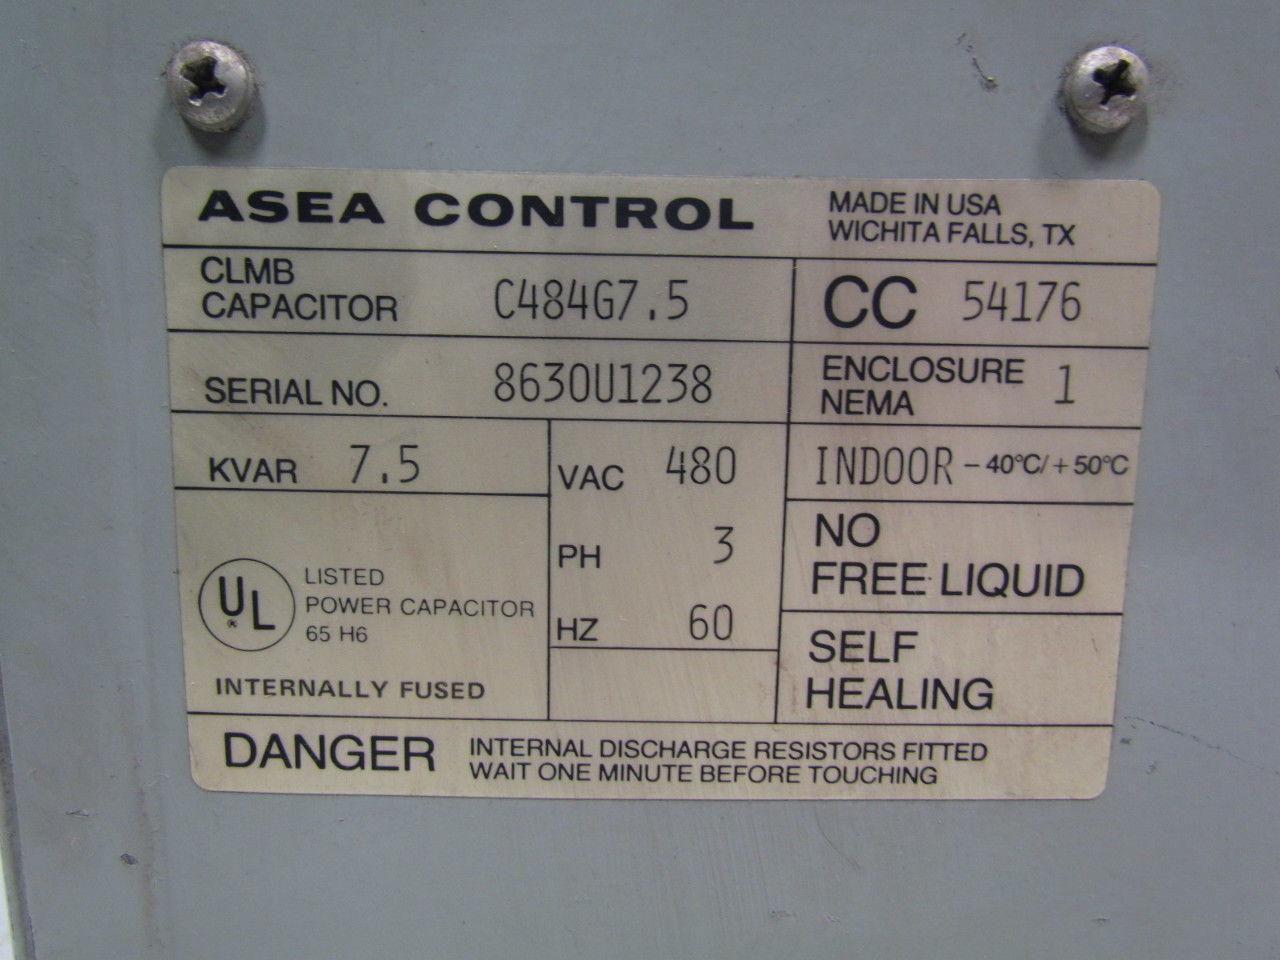 ASEA CONTROL
MADE IN USA
WICHITA FALLS, TX
CLMB
CAPACITOR C484G7.5
CC 54176
SERIAL NO. 8630U1238
ENCLOSURE
NEMA 1
KVAR 7.5
VAC 480
INDOOR -40°C/+50°C
PH 3
NO
FREE LIQUID
UL®
LISTED
POWER CAPACITOR
65 H6
HZ 60
SELF
HEALING
INTERNALLY FUSED
DANGER
INTERNAL DISCHARGE RESISTORS FITTED
WAIT ONE MINUTE BEFORE TOUCHING